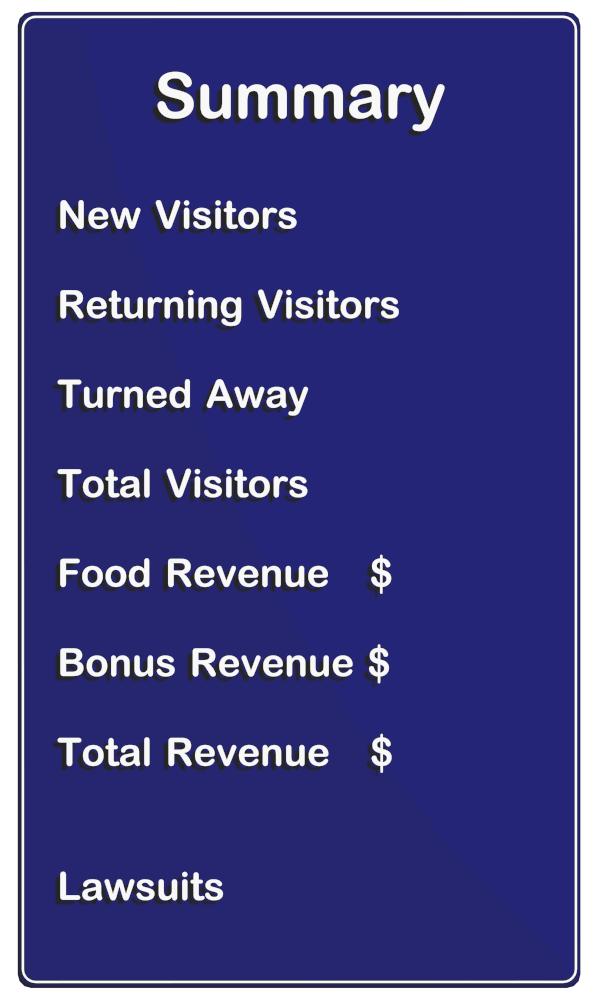 Summary
New Visitors
Returning Visitors
Turned Away
Total Visitors
Food Revenue $
Bonus Revenue $
Total Revenue $
Lawsuits